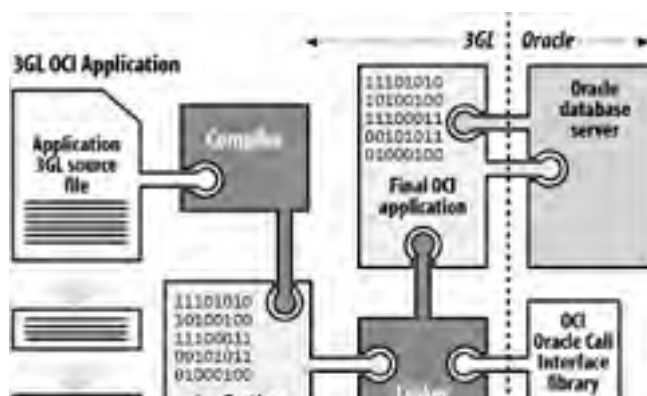 3GL Oracle
3GL OCI Application
Application
3GL source
file
Compiler
11101010
10100100
11100011
00101011
01000100
Final OCI
application
Oracle
database
server
11101010
10100100
11100011
00101011
01000100
Linker
OCI
Oracle Call
Interface
library